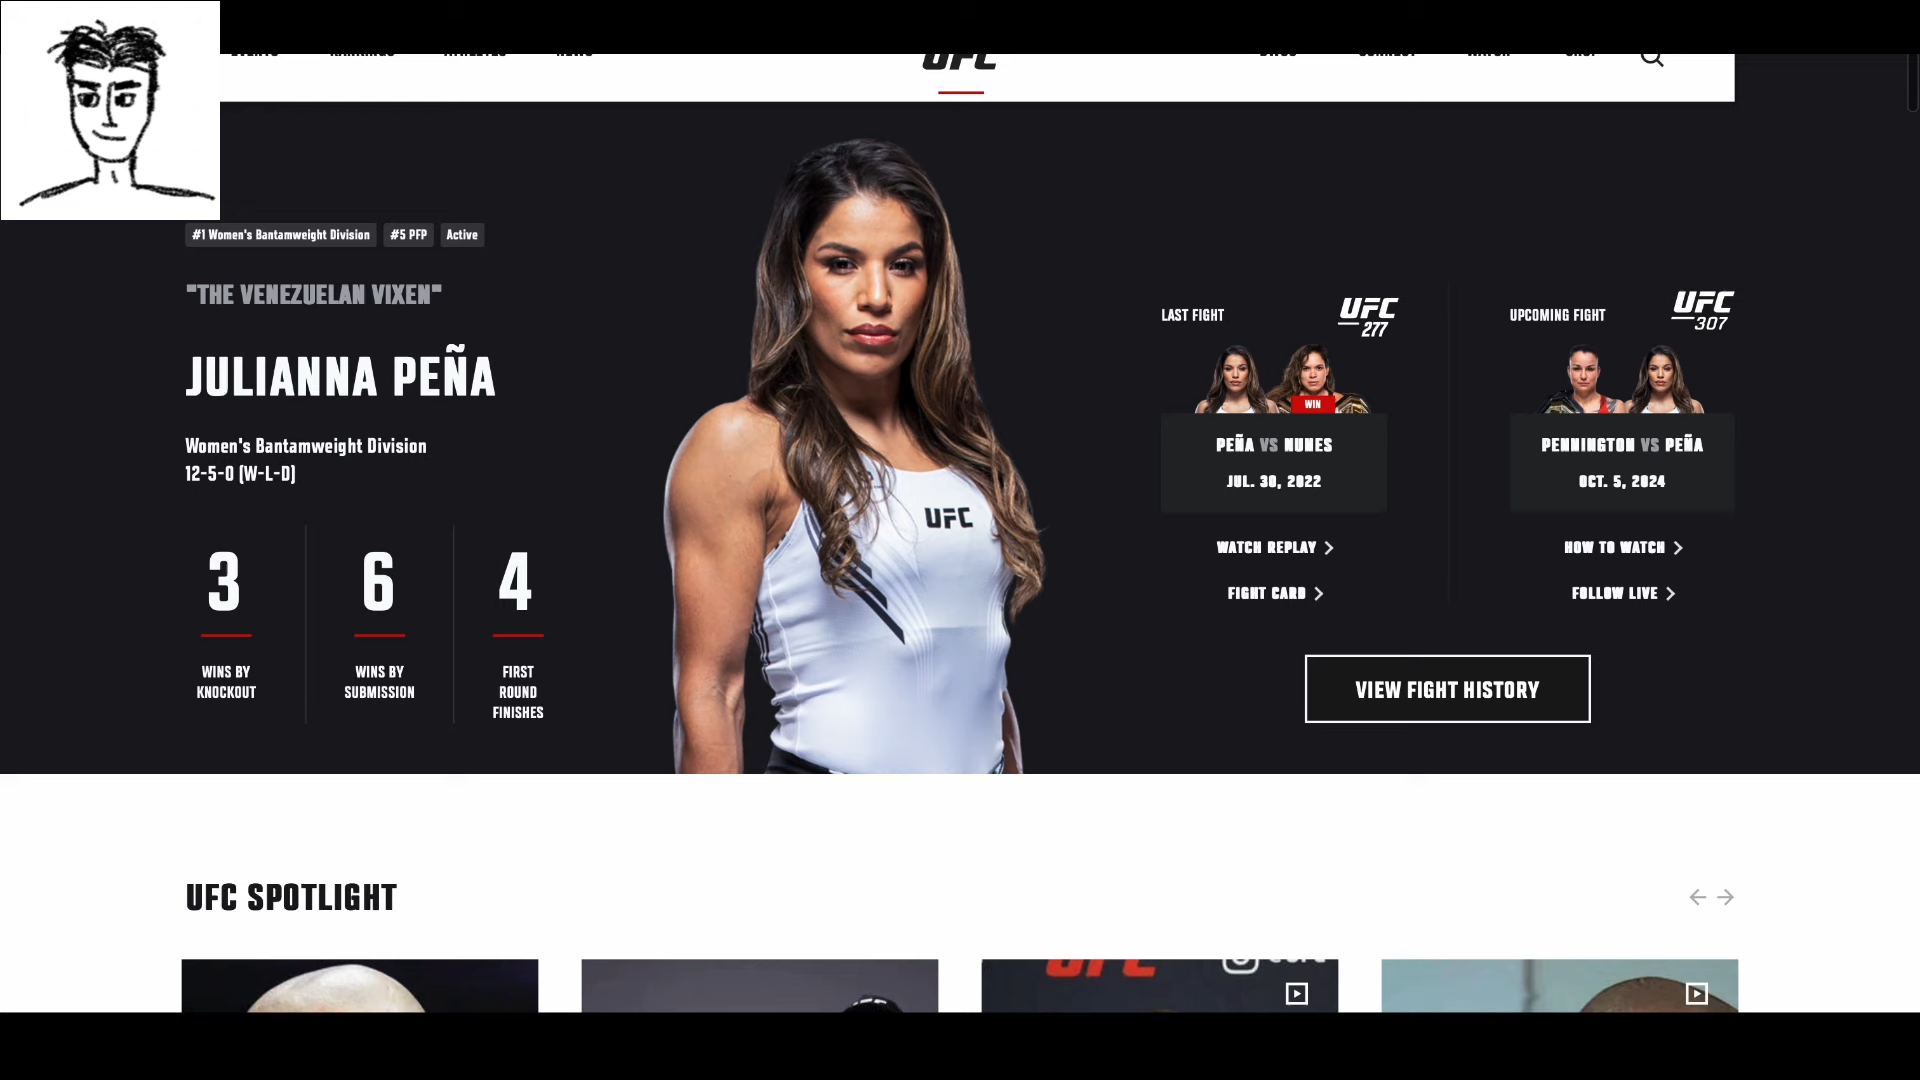 UFC
#1 Women's Bantamweight Division
#5 PFP
Active
"THE VENEZUELAN VIXEN"
JULIANNA PEÑA
Women's Bantamweight Division
12-5-0 (W-L-D)
3
WINS BY
KNOCKOUT
6
WINS BY
SUBMISSION
4
FIRST
ROUND
FINISHES
UFC
LAST FIGHT
UFC
277
WIN
PEÑA VS NUNES
JUL. 30, 2022
WATCH REPLAY
FIGHT CARD
UPCOMING FIGHT
UFC
307
PENNINGTON VS PEÑA
OCT. 5, 2024
HOW TO WATCH
FOLLOW LIVE
VIEW FIGHT HISTORY
UFC SPOTLIGHT
UFC